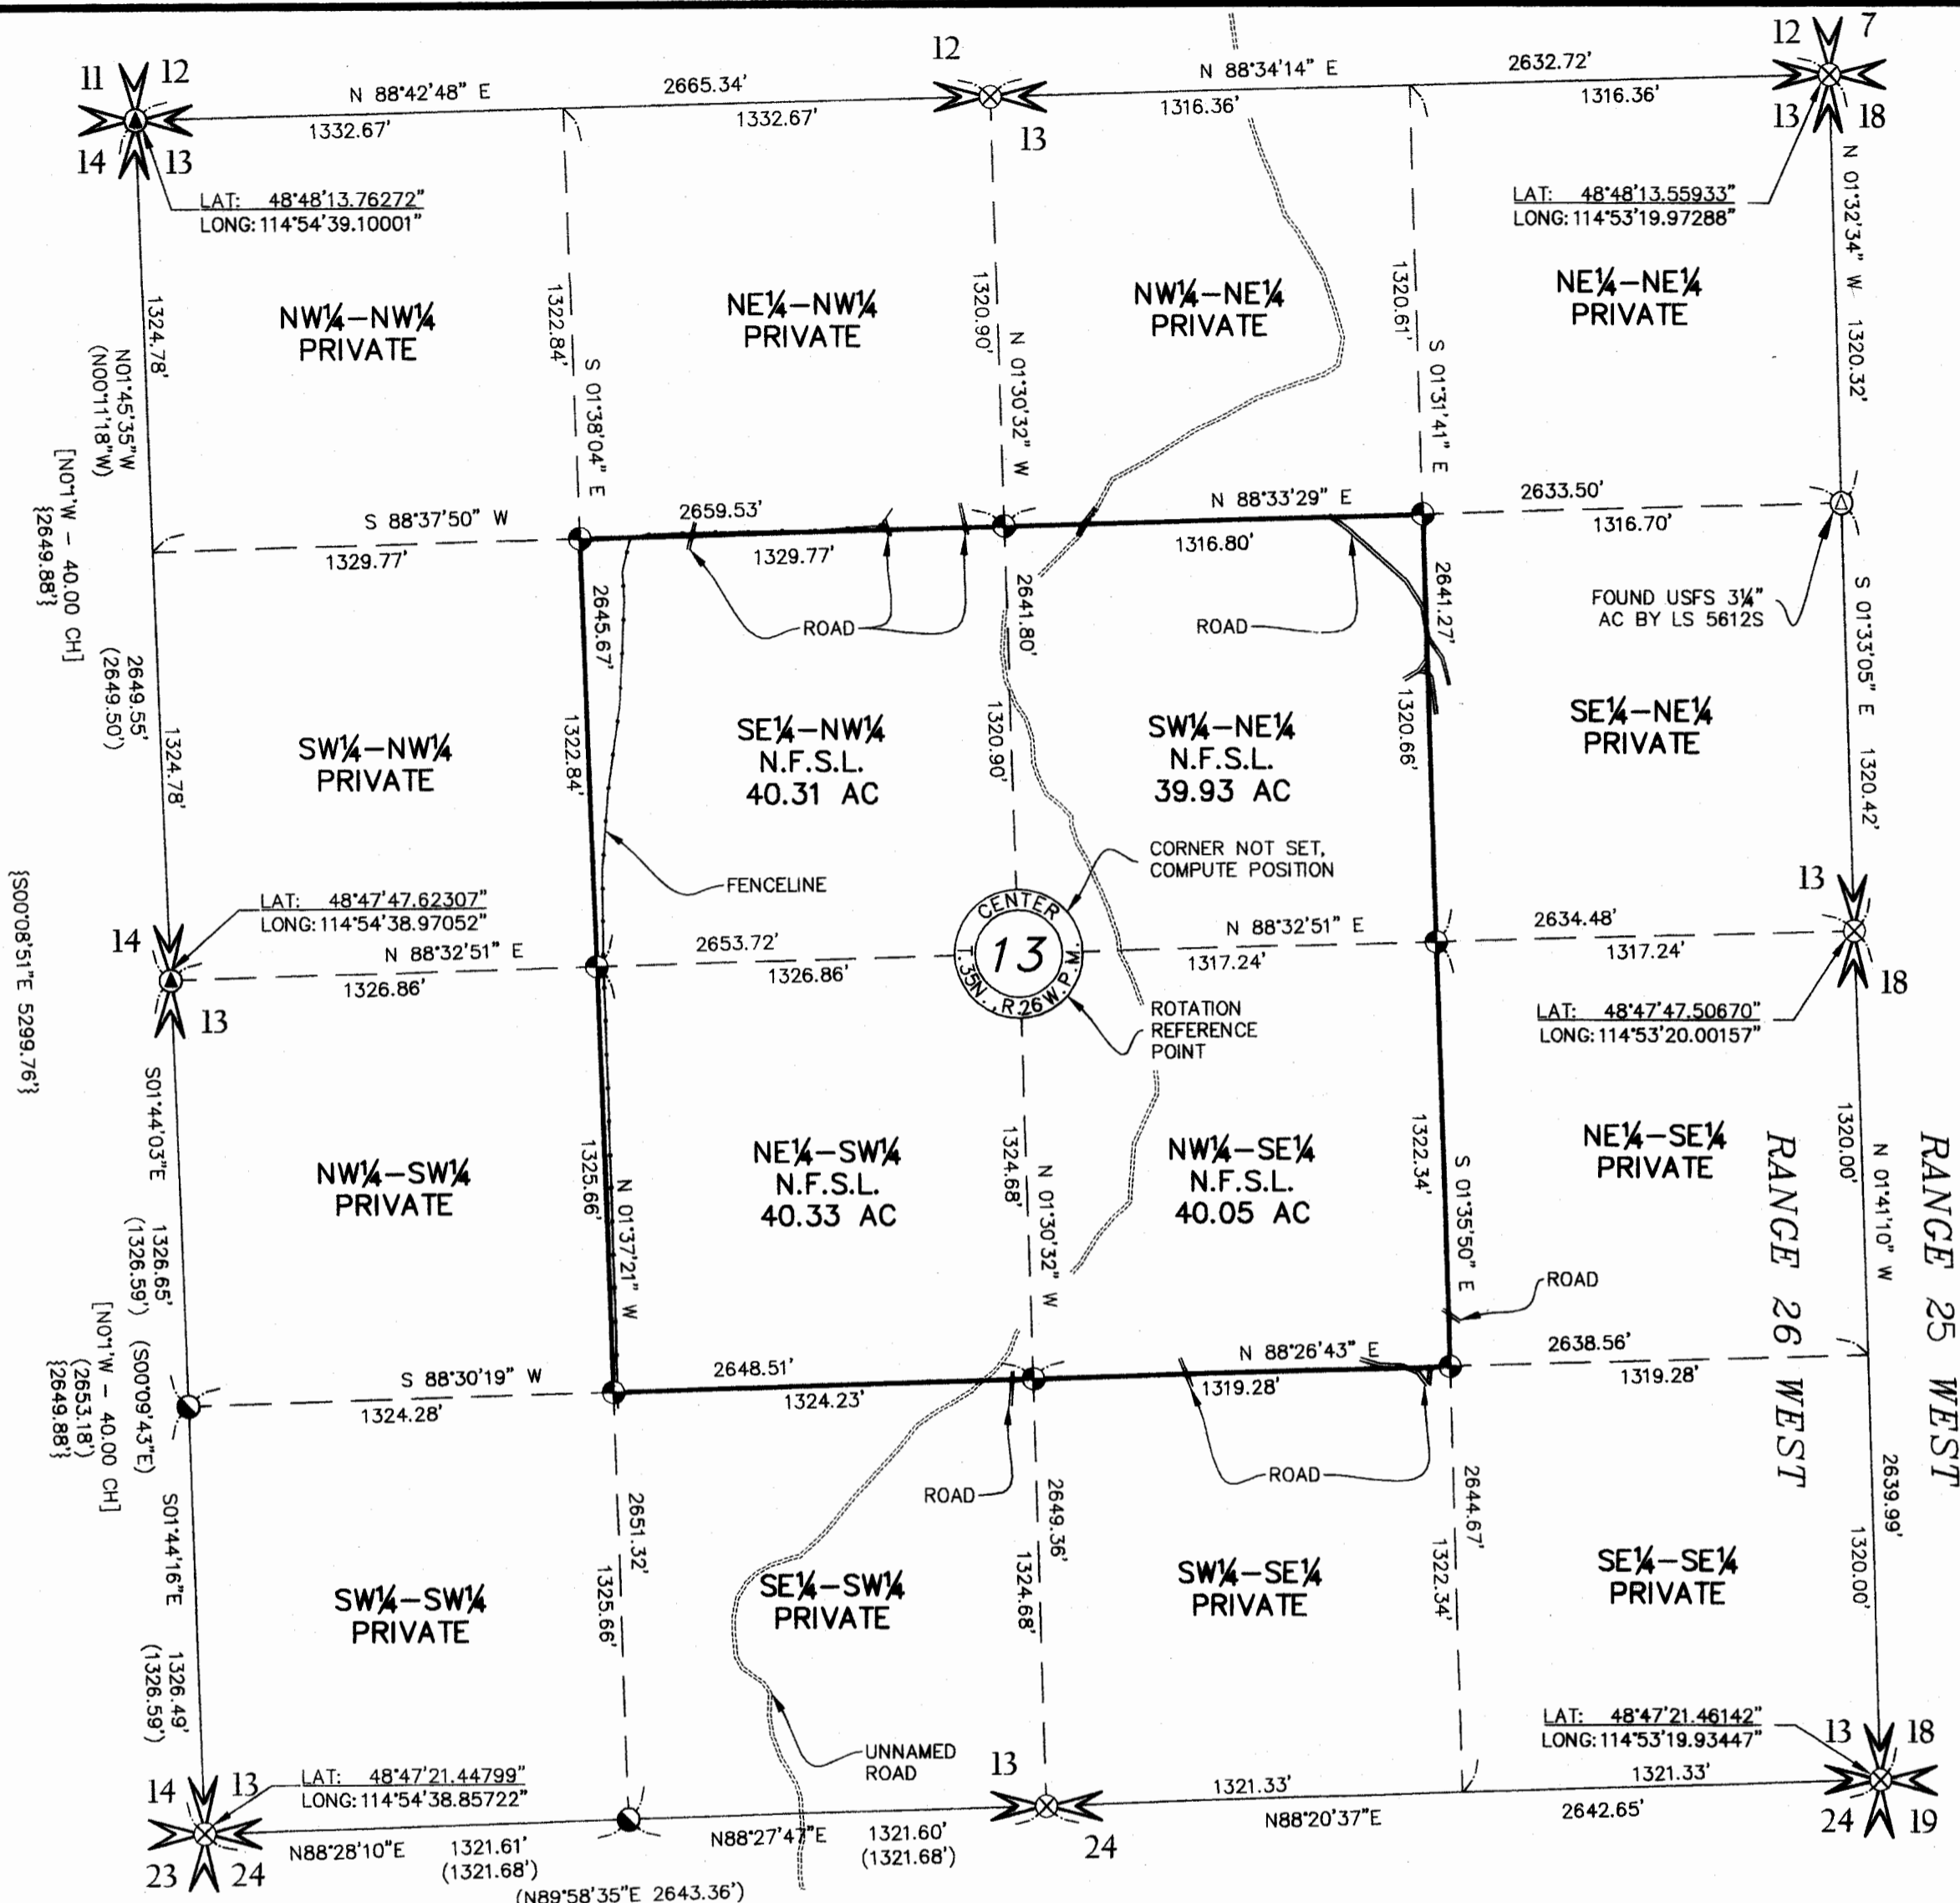 11
12
N 88°42'48" E
2665.34'
1332.67'
1332.67'
12
13
N 88°34'14" E
2632.72'
1316.36'
1316.36'
12
7
14
13
13
18
LAT: 48°48'13.76272"
LONG: 114°54'39.10001"
LAT: 48°48'13.55933"
LONG: 114°53'19.97288"
N 01°32'34" W 1320.32'
1324.78'
N01°45'35"W
(N00°11'18"W)
[N01°W – 40.00 CH]
{2649.88'}
NW¼–NW¼
PRIVATE
1322.84'
S 01°38'04" E
NE¼–NW¼
PRIVATE
1320.90'
N 01°30'32" W
NW¼–NE¼
PRIVATE
1320.61'
S 01°31'41" E
NE¼–NE¼
PRIVATE
S 88°37'50" W
1329.77'
2659.53'
1329.77'
N 88°33'29" E
1316.80'
2633.50'
1316.70'
ROAD
ROAD
FOUND USFS 3¼"
AC BY LS 5612S
2645.67'
2641.80'
2641.27'
S 01°33'05" E 1320.42'
2649.55'
(2649.50')
1324.78'
SW¼–NW¼
PRIVATE
1322.84'
SE¼–NW¼
N.F.S.L.
40.31 AC
1320.90'
SW¼–NE¼
N.F.S.L.
39.93 AC
1320.66'
SE¼–NE¼
PRIVATE
FENCELINE
CORNER NOT SET,
COMPUTE POSITION
{S00°08'51"E 5299.76'}
LAT: 48°47'47.62307"
LONG: 114°54'38.97052"
14
13
N 88°32'51" E
1326.86'
2653.72'
1326.86'
CENTER
13
T.35N., R.26W.P.M.
N 88°32'51" E
1317.24'
2634.48'
1317.24'
13
18
ROTATION
REFERENCE
POINT
LAT: 48°47'47.50670"
LONG: 114°53'20.00157"
S01°44'03"E 1326.65'
(1326.59') (S00°09'43"E)
[N01°W – 40.00 CH]
(2653.18')
{2649.88'}
NW¼–SW¼
PRIVATE
1325.66'
N 01°37'21" W
NE¼–SW¼
N.F.S.L.
40.33 AC
1324.68'
N 01°30'32" W
NW¼–SE¼
N.F.S.L.
40.05 AC
1322.34'
S 01°35'50" E
NE¼–SE¼
PRIVATE
1320.00'
N 01°41'10" W
RANGE 26 WEST
RANGE 25 WEST
ROAD
S 88°30'19" W
1324.28'
2648.51'
1324.23'
N 88°26'43" E
1319.28'
2638.56'
1319.28'
ROAD
ROAD
S01°44'16"E 1326.49'
(1326.59')
SW¼–SW¼
PRIVATE
2651.32'
1325.66'
SE¼–SW¼
PRIVATE
2649.36'
1324.68'
SW¼–SE¼
PRIVATE
2644.67'
1322.34'
SE¼–SE¼
PRIVATE
2639.99'
1320.00'
UNNAMED
ROAD
LAT: 48°47'21.46142"
LONG: 114°53'19.93447"
LAT: 48°47'21.44799"
LONG: 114°54'38.85722"
14
13
23
24
N88°28'10"E
1321.61'
(1321.68')
(N89°58'35"E 2643.36')
N88°27'47"E
1321.60'
(1321.68')
13
24
1321.33'
1321.33'
N88°20'37"E
2642.65'
13
18
24
19